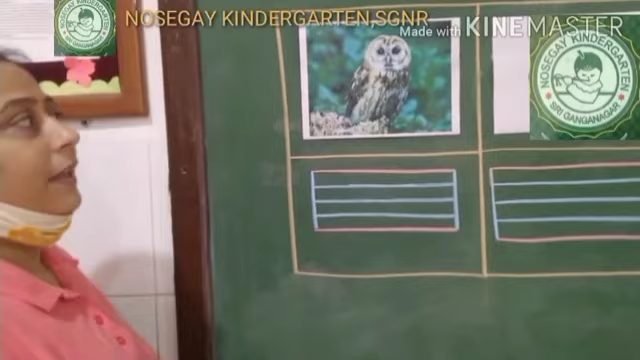 NOSEGAY KINDERGARTEN,SGNR
Made with KINEMASTER
NOSEGAY KINDERGARTEN
SRI GANGANAGAR